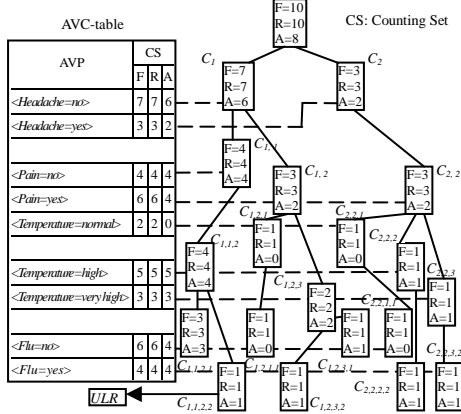 AVC-table
CS: Counting Set
AVP CS
F R A
<Headache=no> 7 7 6
<Headache=yes> 3 3 2
<Pain=no> 4 4 4
<Pain=yes> 6 6 4
<Temperature=normal> 2 2 0
<Temperature=high> 5 5 5
<Temperature=very high> 3 3 3
<Flu=no> 6 6 4
<Flu=yes> 4 4 4
ULR
F=10
R=10
A=8
C1
F=7
R=7
A=6
C2
F=3
R=3
A=2
C1,1
F=4
R=4
A=4
C1,2
F=3
R=3
A=2
C2,2
F=3
R=3
A=2
C1,1,2
F=4
R=4
A=4
C1,2,1
F=1
R=1
A=0
C1,2,3
F=2
R=2
A=2
C2,2,1
F=1
R=1
A=0
C2,2,2
F=1
R=1
A=1
C2,2,3
F=1
R=1
A=1
F=3
R=3
A=3
C1,1,2,1
F=1
R=1
A=1
C1,1,2,2
F=1
R=1
A=0
C1,2,1,1
F=1
R=1
A=1
C1,2,3,1
F=1
R=1
A=1
C1,2,3,2
F=1
R=1
A=0
C2,2,1,1
F=1
R=1
A=1
C2,2,2,2
F=1
R=1
A=1
C2,2,3,2